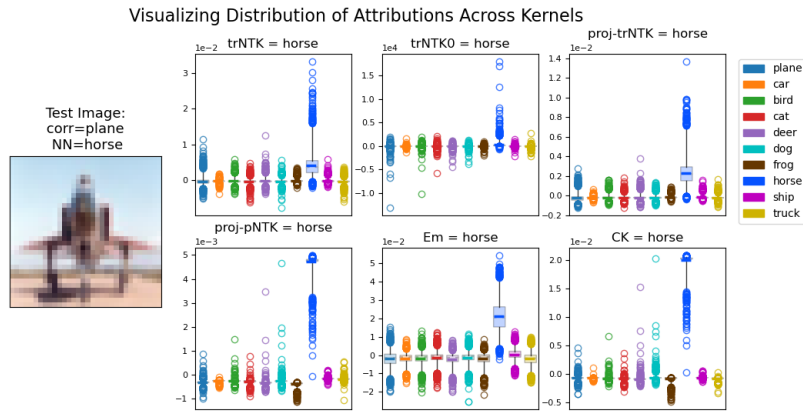 Visualizing Distribution of Attributions Across Kernels
Test Image:
corr=plane
NN=horse
trNTK = horse
1e−2
3
2
1
0
trNTK0 = horse
1e4
1.5
1.0
0.5
0.0
−0.5
−1.0
proj-trNTK = horse
1e−2
1.4
1.2
1.0
0.8
0.6
0.4
0.2
0.0
−0.2
plane
car
bird
cat
deer
dog
frog
horse
ship
truck
proj-pNTK = horse
1e−3
5
4
3
2
1
0
−1
Em = horse
1e−2
5
4
3
2
1
0
−1
−2
CK = horse
1e−2
2.0
1.5
1.0
0.5
0.0
−0.5